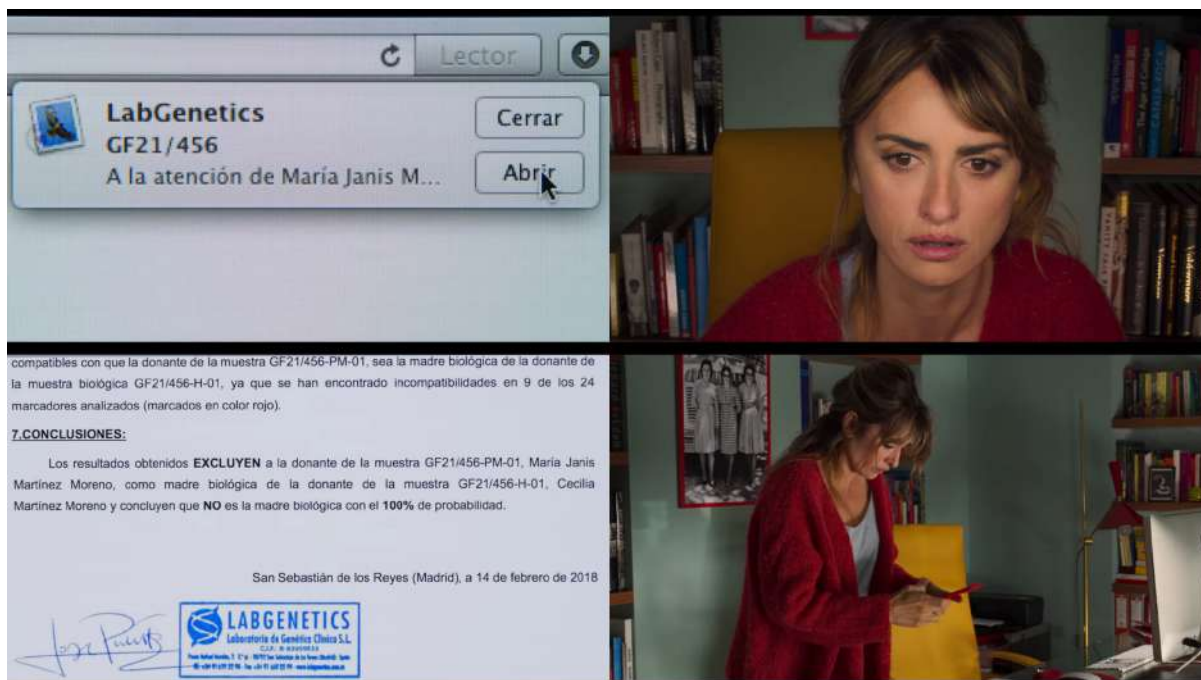 Lector
LabGenetics
Cerrar
GF21/456
A la atención de María Janis M...
Abrir
compatibles con que la donante de la muestra GF21/456-PM-01, sea la madre biológica de la donante de
la muestra biológica GF21/456-H-01, ya que se han encontrado incompatibilidades en 9 de los 24
marcadores analizados (marcados en color rojo).
7.CONCLUSIONES:
Los resultados obtenidos EXCLUYEN a la donante de la muestra GF21/456-PM-01, María Janis
Martínez Moreno, como madre biológica de la donante de la muestra GF21/456-H-01, Cecilia
Martínez Moreno y concluyen que NO es la madre biológica con el 100% de probabilidad.
San Sebastián de los Reyes (Madrid), a 14 de febrero de 2018
LABGENETICS
Laboratorio de Genética Clínica S.L.